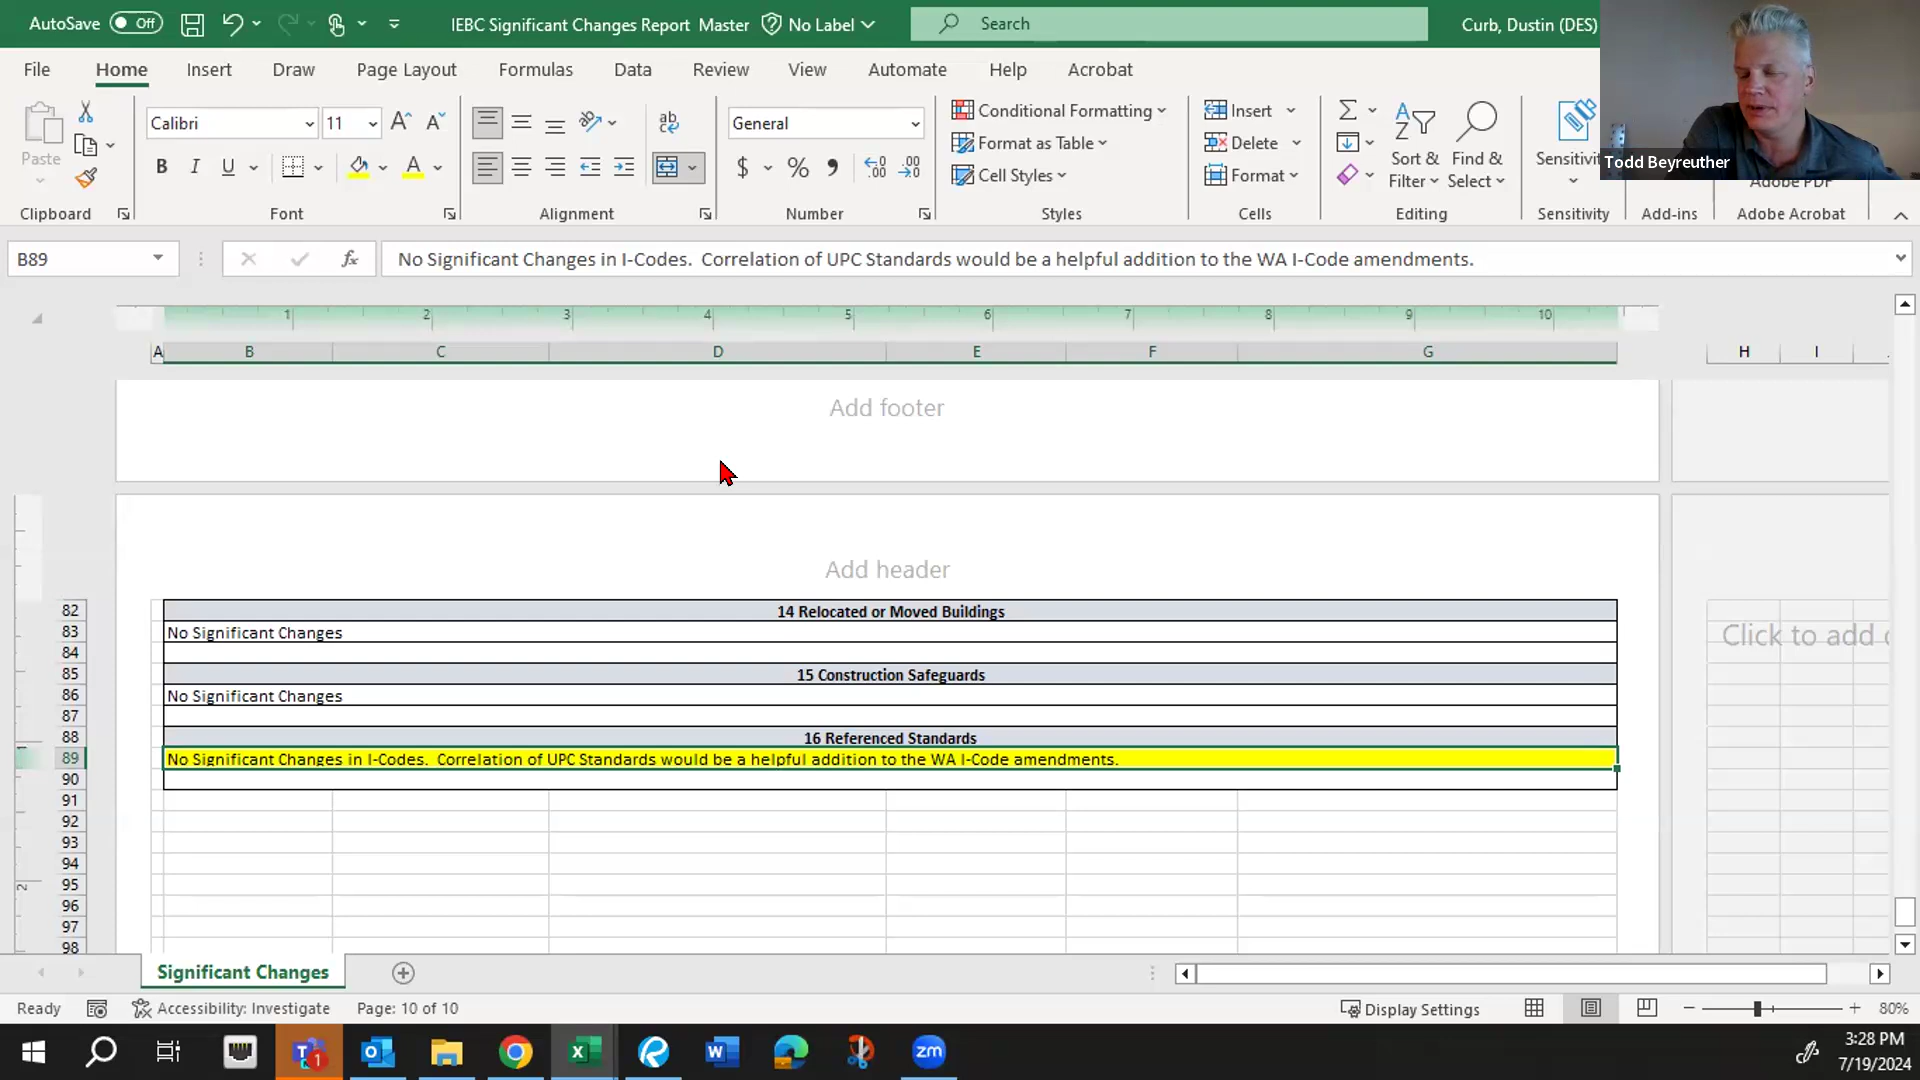 AutoSave Off IEBC Significant Changes Report Master No Label Search Curb, Dustin (DES)
File Home Insert Draw Page Layout Formulas Data Review View Automate Help Acrobat
Calibri 11 General Conditional Formatting Insert
Format as Table Delete
Paste Sort & Find & Sensitivi
Todd Beyreuther
B I U $ % Cell Styles Format Filter Select Adobe PDF
Clipboard Font Alignment Number Styles Cells Editing Sensitivity Add-ins Adobe Acrobat
B89 fx No Significant Changes in I-Codes. Correlation of UPC Standards would be a helpful addition to the WA I-Code amendments.
1 2 3 4 5 6 7 8 9 10
A B C D E F G H I
Add footer
Add header
82 14 Relocated or Moved Buildings
83 No Significant Changes Click to add
84
85 15 Construction Safeguards
86 No Significant Changes
87
88 16 Referenced Standards
89 No Significant Changes in I-Codes. Correlation of UPC Standards would be a helpful addition to the WA I-Code amendments.
90
91
92
93
94
95
2
96
97
98
Significant Changes
Ready Accessibility: Investigate Page: 10 of 10 Display Settings 80%
3:28 PM
7/19/2024